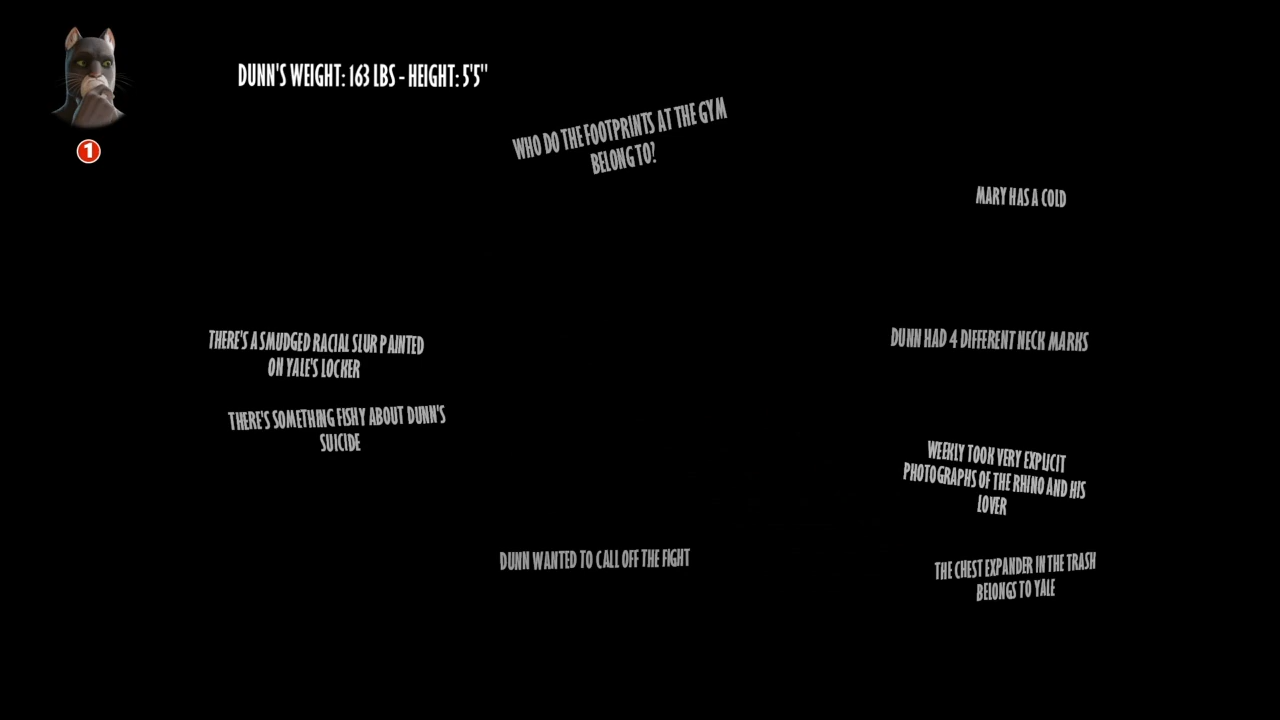 DUNN'S WEIGHT: 163 LBS - HEIGHT: 5'5"
WHO DO THE FOOTPRINTS AT THE GYM
BELONG TO?
MARY HAS A COLD
THERE'S A SMUDGED RACIAL SLUR PAINTED
ON YALE'S LOCKER
DUNN HAD 4 DIFFERENT NECK MARKS
THERE'S SOMETHING FISHY ABOUT DUNN'S
SUICIDE
WEEKLY TOOK VERY EXPLICIT
PHOTOGRAPHS OF THE RHINO AND HIS
LOVER
DUNN WANTED TO CALL OFF THE FIGHT
THE CHEST EXPANDER IN THE TRASH
BELONGS TO YALE
1